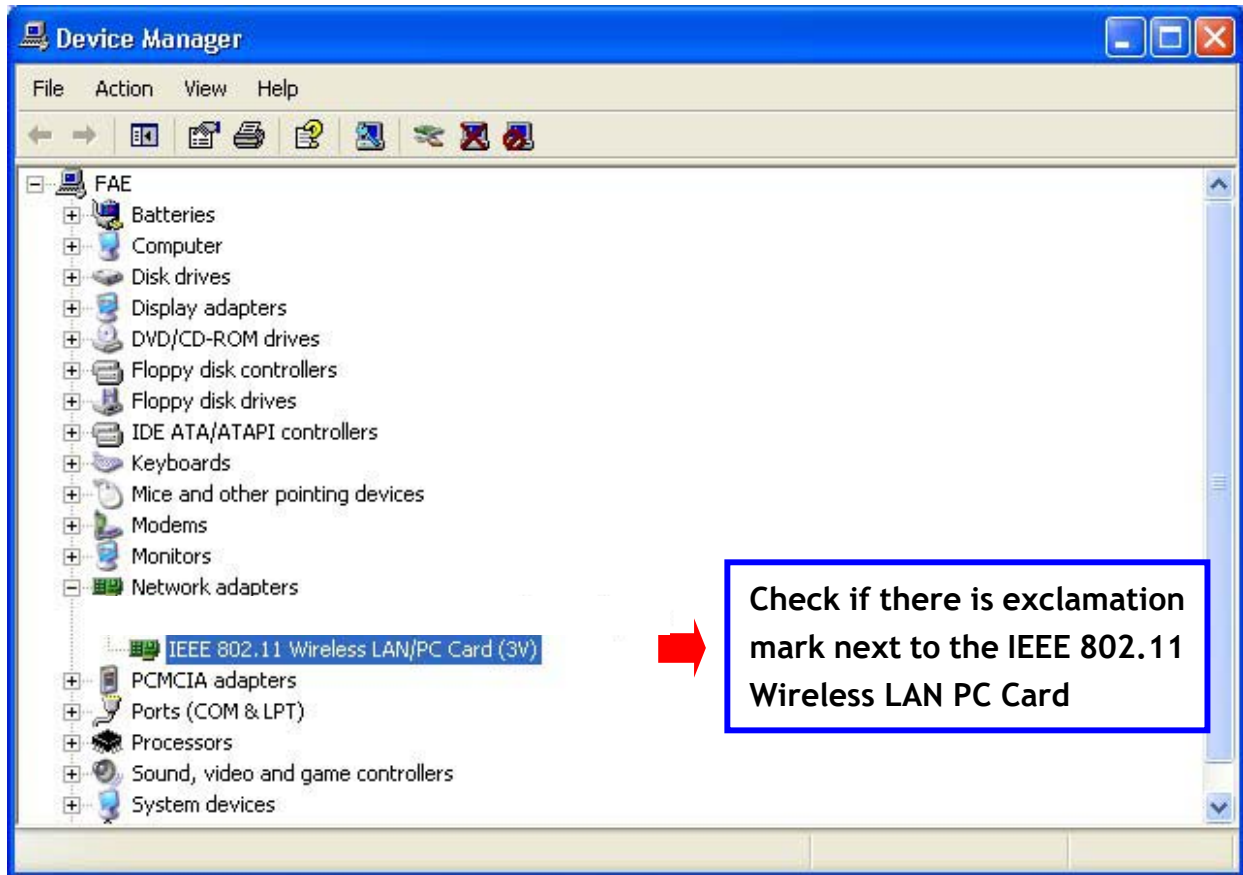 Device Manager
File Action View Help
FAE
Batteries
Computer
Disk drives
Display adapters
DVD/CD-ROM drives
Floppy disk controllers
Floppy disk drives
IDE ATA/ATAPI controllers
Keyboards
Mice and other pointing devices
Modems
Monitors
Network adapters
IEEE 802.11 Wireless LAN/PC Card (3V)
PCMCIA adapters
Ports (COM & LPT)
Processors
Sound, video and game controllers
System devices
Check if there is exclamation
mark next to the IEEE 802.11
Wireless LAN PC Card